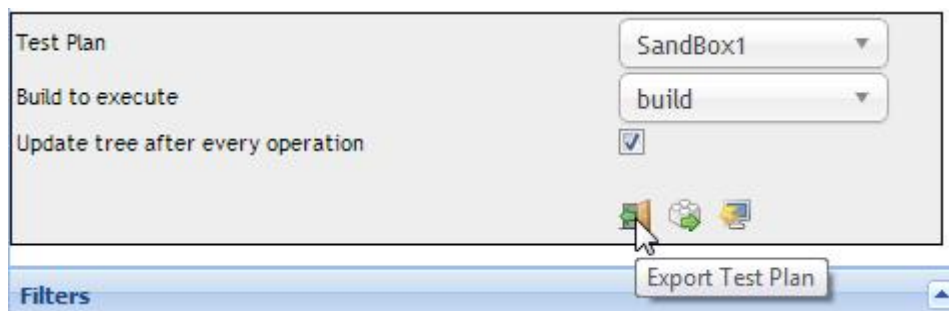 Test Plan
SandBox1
Build to execute
build
Update tree after every operation
Export Test Plan
Filters